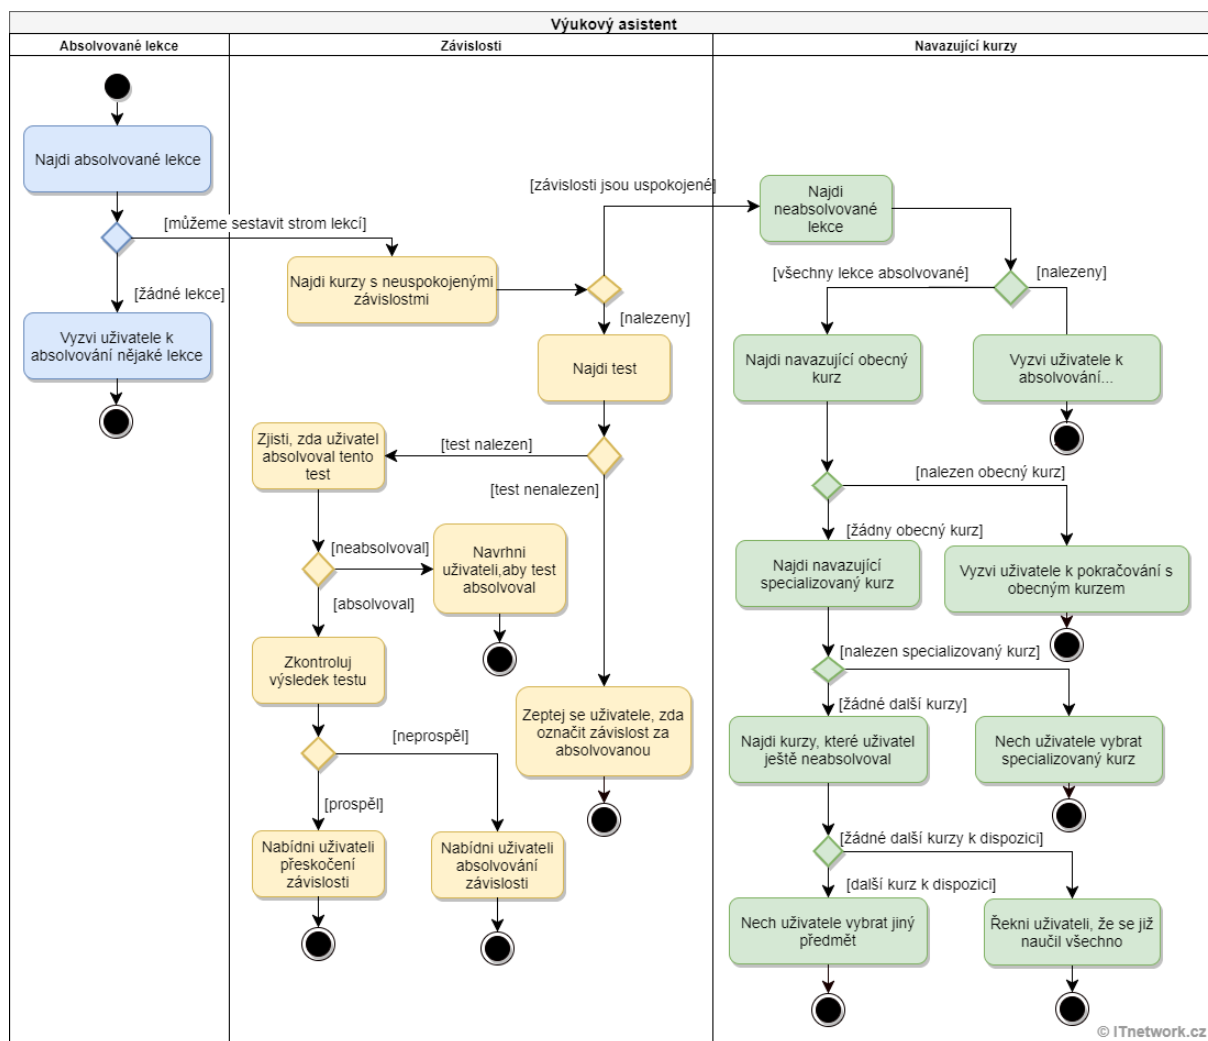 Výukový asistent
Absolvované lekce
Závislosti
Navazující kurzy
Najdi absolvované lekce
[můžeme sestavit strom lekcí]
[žádné lekce]
Vyzvi uživatele k
absolvování nějaké lekce
Najdi kurzy s neuspokojenými
závislostmi
[závislosti jsou uspokojené]
[nalezeny]
Najdi test
[test nalezen]
[test nenalezen]
Zjisti, zda uživatel
absolvoval tento
test
[neabsolvoval]
Navrhni
uživateli,aby test
absolvoval
[absolvoval]
Zkontroluj
výsledek testu
[neprospěl]
[prospěl]
Zeptej se uživatele, zda
označit závislost za
absolvovanou
Nabídni uživateli
přeskočení
závislosti
Nabídni uživateli
absolvování
závislosti
Najdi
neabsolvované
lekce
[všechny lekce absolvované]
[nalezeny]
Najdi navazující obecný
kurz
Vyzvi uživatele k
absolvování...
[nalezen obecný kurz]
[žádny obecný kurz]
Najdi navazující
specializovaný kurz
Vyzvi uživatele k pokračování s
obecným kurzem
[nalezen specializovaný kurz]
[žádné další kurzy]
Najdi kurzy, které uživatel
ještě neabsolvoval
Nech uživatele vybrat
specializovaný kurz
[žádné další kurzy k dispozici]
[další kurz k dispozici]
Nech uživatele vybrat jiný
předmět
Řekni uživateli, že se již
naučil všechno
© ITnetwork.cz